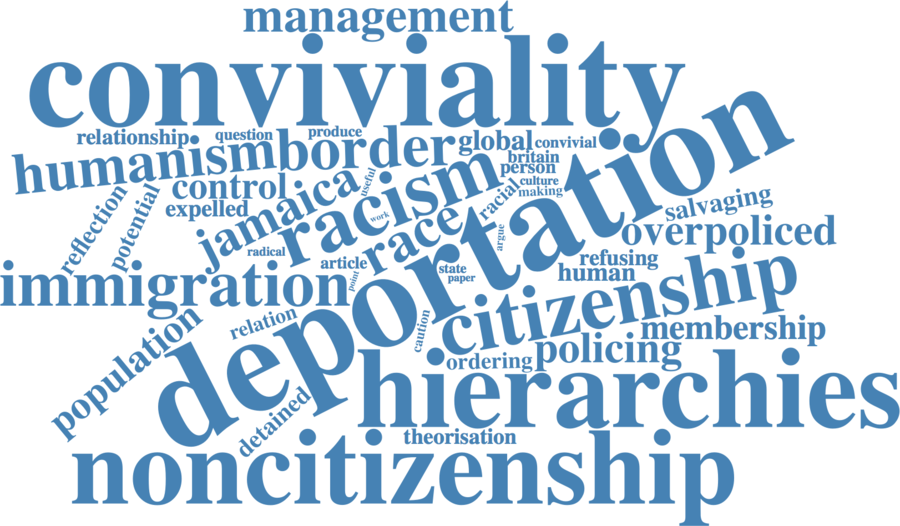 management
conviviality
relationship
question
produce
humanism
border
global
convivial
britain
person
culture
making
control
expelled
jamaica
useful
racism
racial
work
race
reflection
potential
radical
article
argue
deportation
salvaging
overpoliced
refusing
human
state
paper
point
immigration
relation
caution
citizenship
membership
population
ordering
policing
hierarchies
detained
theorisation
noncitizenship